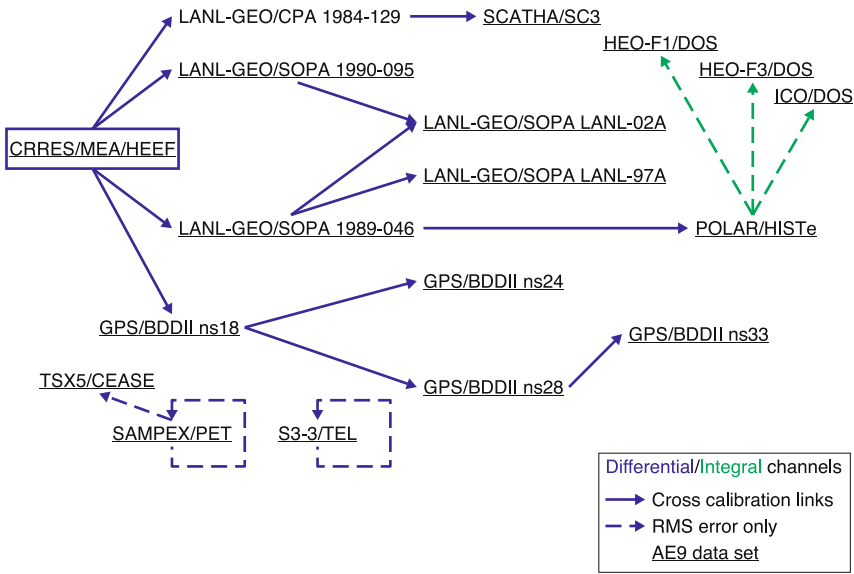 LANL-GEO/CPA 1984-129
SCATHA/SC3
HEO-F1/DOS
LANL-GEO/SOPA 1990-095
HEO-F3/DOS
ICO/DOS
LANL-GEO/SOPA LANL-02A
CRRES/MEA/HEEF
LANL-GEO/SOPA LANL-97A
LANL-GEO/SOPA 1989-046
POLAR/HISTe
GPS/BDDII ns24
GPS/BDDII ns18
GPS/BDDII ns33
TSX5/CEASE
GPS/BDDII ns28
SAMPEX/PET
S3-3/TEL
Differential/Integral channels
Cross calibration links
RMS error only
AE9 data set